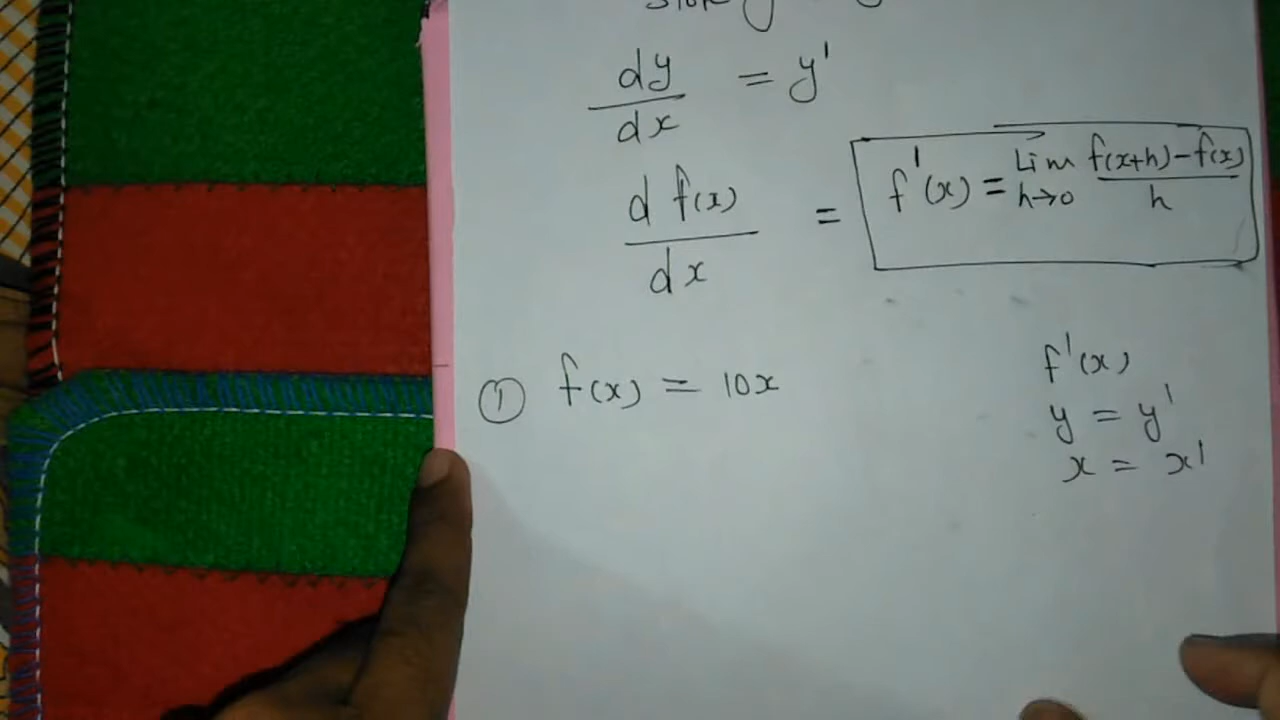 dy/dx = y'
d f(x)/dx = f'(x) = Lim h→0 f(x+h)-f(x)/h
① f(x) = 10x
f'(x)
y = y'
x = x'